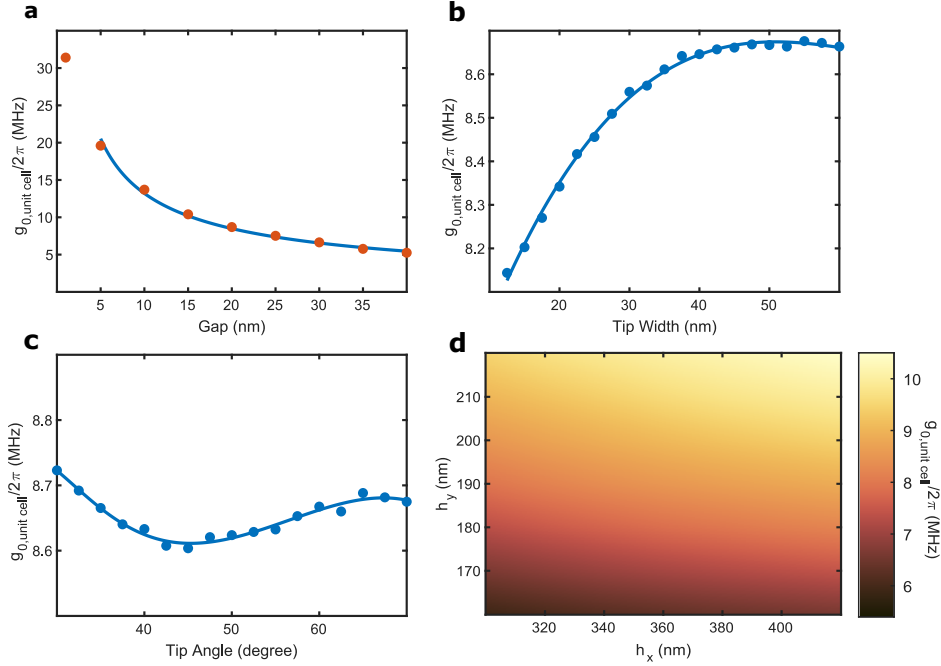 a
30
25
20
15
10
5
g0,unit cell/2π (MHz)
5 10 15 20 25 30 35
Gap (nm)
b
8.6
8.5
8.4
8.3
8.2
g0,unit cell/2π (MHz)
20 30 40 50
Tip Width (nm)
c
8.8
8.7
8.6
g0,unit cell/2π (MHz)
40 50 60
Tip Angle (degree)
d
210
200
190
180
170
hy (nm)
320 340 360 380 400
hx (nm)
10
9
8
7
6
g0,unit cell/2π (MHz)